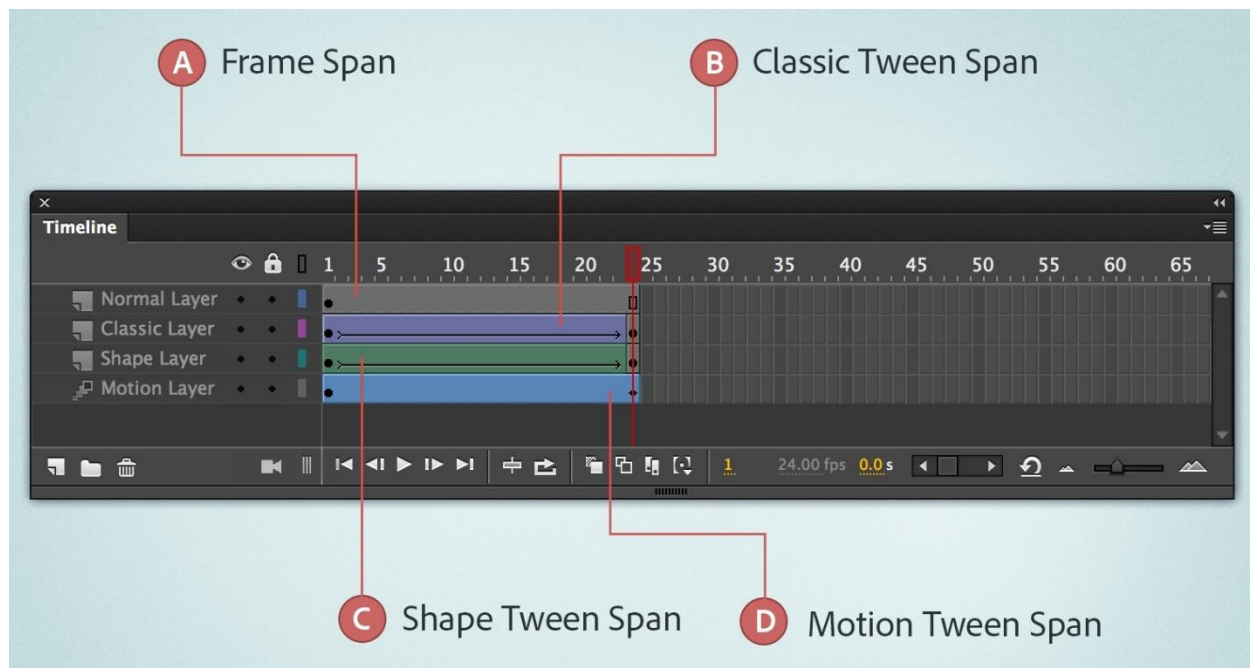 A Frame Span
B Classic Tween Span
Timeline
1 5 10 15 20 25 30 35 40 45 50 55 60 65
Normal Layer
Classic Layer
Shape Layer
Motion Layer
1 24.00 fps 0.0 s
C Shape Tween Span
D Motion Tween Span